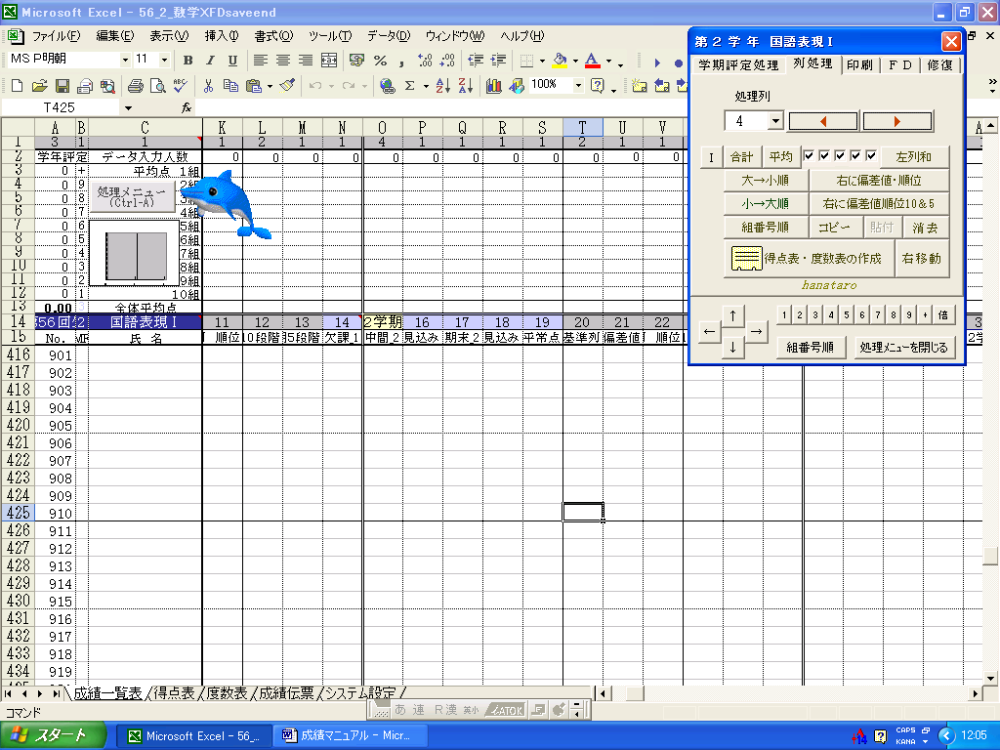 Microsoft Excel - 56_2_数学XFDsaveend
ファイル(F) 編集(E) 表示(V) 挿入(I) 書式(O) ツール(T) データ(D) ウィンドウ(W) ヘルプ(H)
MS P明朝 11 B I U
100%
T425 fx
A B C K L M N O P Q R S T U V
1 3 1 1 1 2 1 1 4 1 1 1 1 2 1 1
2 学年評定 データ入力人数 0 0 0 0 0 0 0 0 0 0 0 0
3 0 + 平均点 1組
4 0 9 2組
5 0 8 3組
6 0 7 4組
7 0 6 5組
8 0 5 6組
9 0 4 7組
10 0 3 8組
11 0 2 9組
12 0 1 10組
13 0.00 全体平均点
処理メニュー
(Ctrl-A)
14 56回 2 国語表現Ⅰ 11 12 13 14 2学期 16 17 18 19 20 21 22
15 No. 氏 名 順位 10段階 5段階 欠課_1 中間_2 見込み 期末_2 見込み 平常点 基準列 偏差値 順位
416 901
417 902
418 903
419 904
420 905
421 906
422 907
423 908
424 909
425 910
426 911
427 912
428 913
429 914
430 915
431 916
432 917
433 918
434 919
第２学年 国語表現Ⅰ
学期評定処理 列処理 印刷 ＦＤ 修復
処理列
4
Ⅰ 合計 平均 左列和
大→小順 右に偏差値・順位
小→大順 右に偏差値順位10＆5
組番号順 コピー 貼付 消去
得点表・度数表の作成 右移動
hanataro
↑ ← → ↓
1 2 3 4 5 6 7 8 9 + 倍
組番号順 処理メニューを閉じる
成績一覧表 得点表 度数表 成績伝票 システム設定
コマンド
あ 連 R漢 英小 ATOK
スタート Microsoft Excel - 56_... 成績マニュアル - Micr...
14 CAPS KANA 12:05